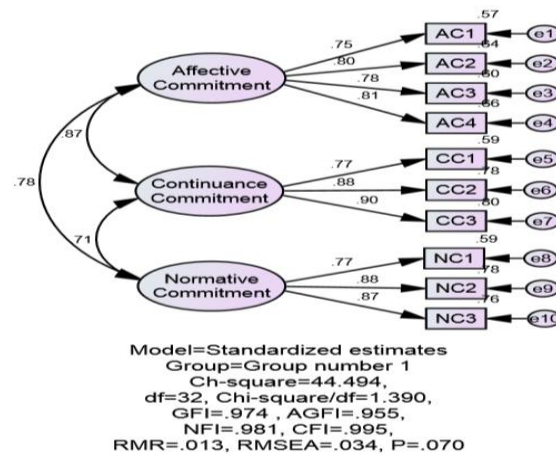 .57
.75
AC1
e1
.64
.80
Affective
Commitment
AC2
e2
.60
.78
AC3
e3
.66
.81
AC4
e4
.87
.59
.78
.77
CC1
e5
.78
Continuance
Commitment
.88
CC2
e6
.80
.90
CC3
e7
.71
.59
.77
NC1
e8
.78
Normative
Commitment
.88
NC2
e9
.76
.87
NC3
e10
Model=Standardized estimates
Group=Group number 1
Ch-square=44.494,
df=32, Chi-square/df=1.390,
GFI=.974 , AGFI=.955,
NFI=.981, CFI=.995,
RMR=.013, RMSEA=.034, P=.070